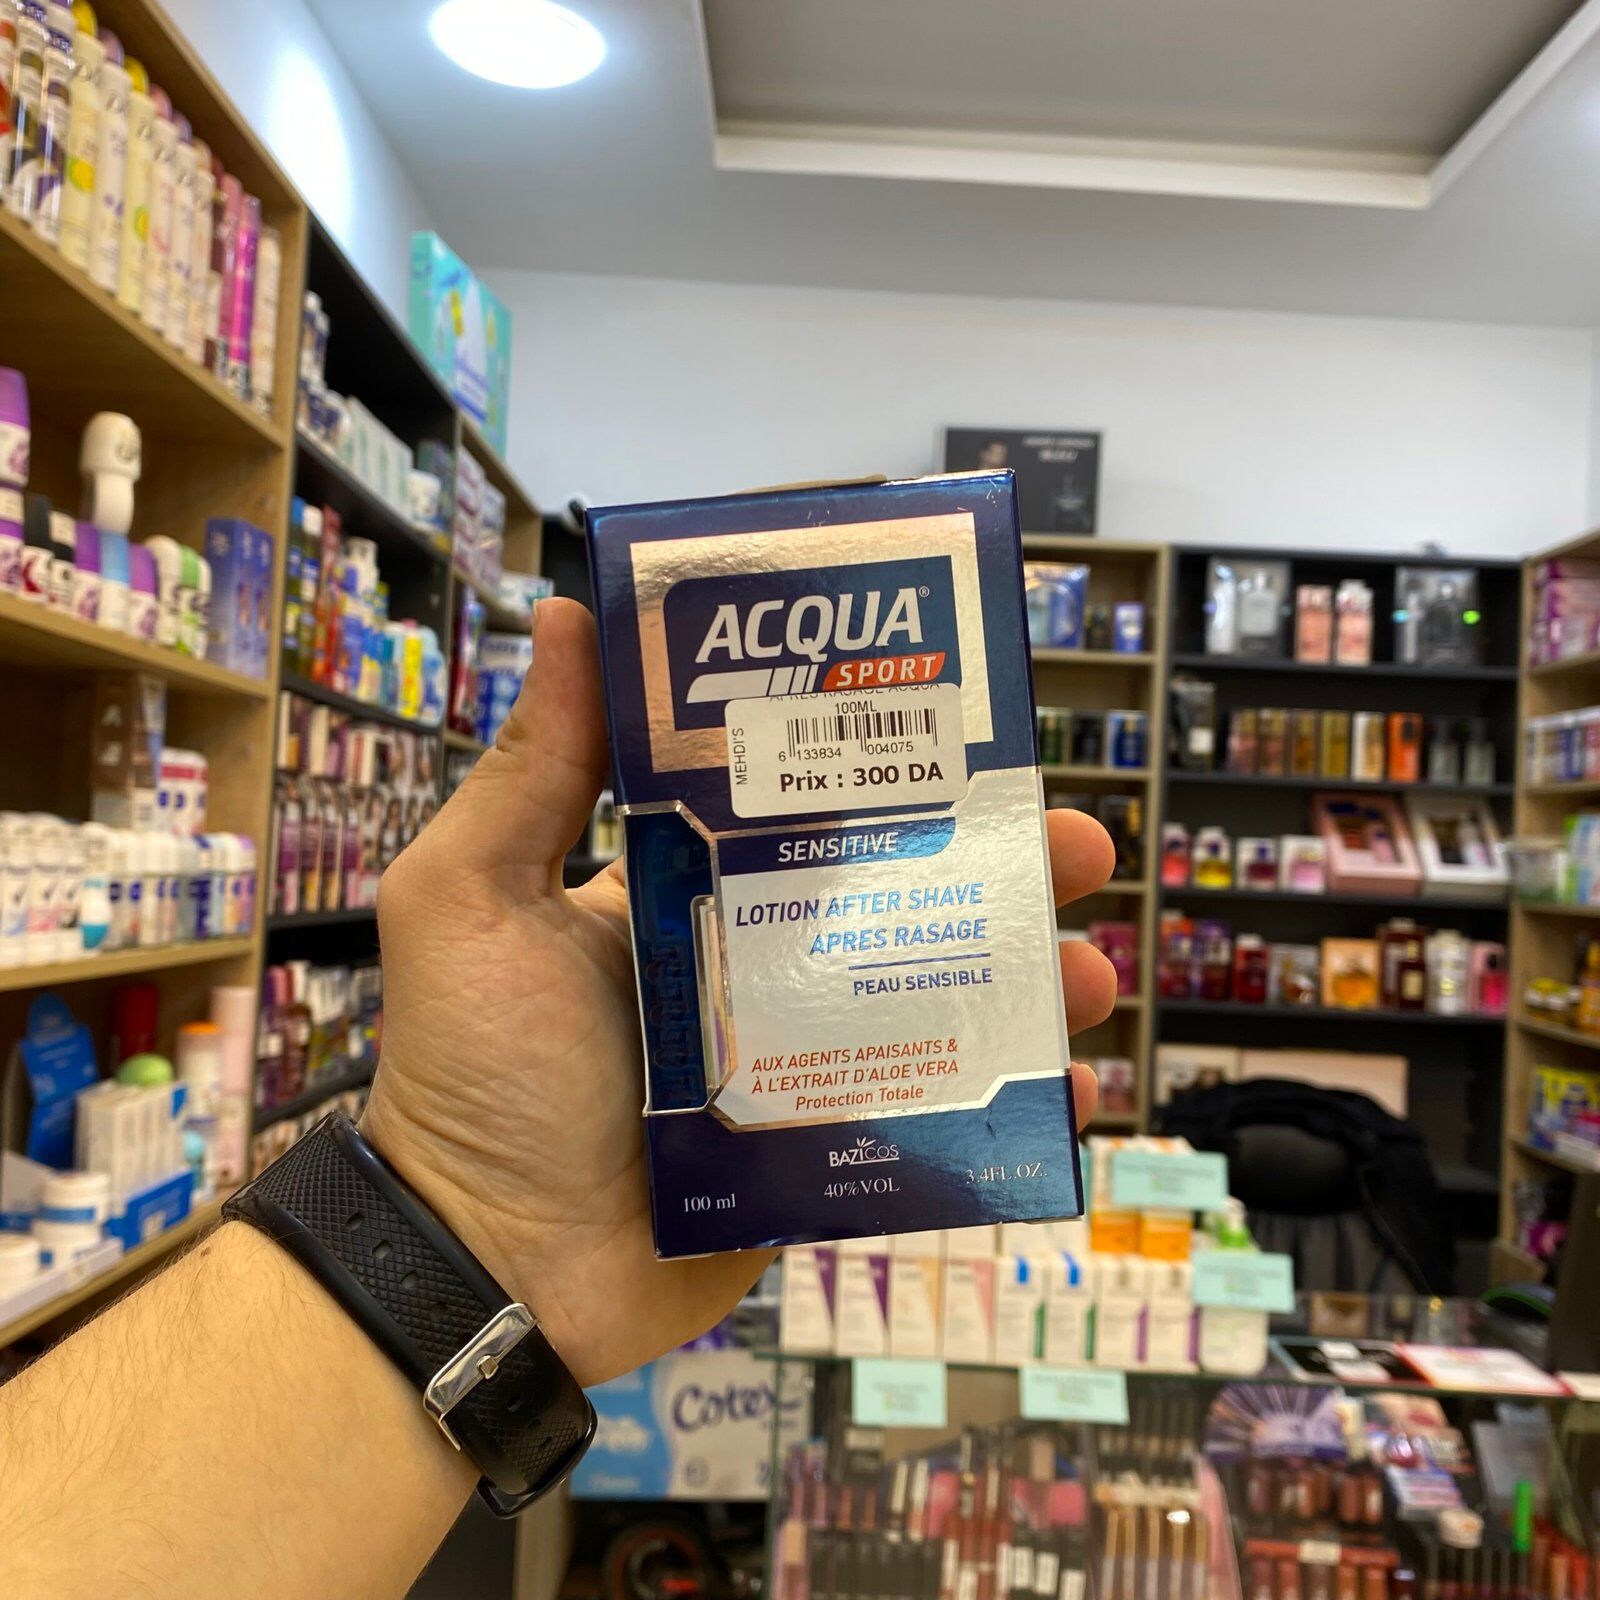 ACQUA®
SPORT
APRES RASAGE ACQUA
100ML
MEHDI'S
6 133834 004075
Prix : 300 DA
SENSITIVE
LOTION AFTER SHAVE
APRES RASAGE
PEAU SENSIBLE
AUX AGENTS APAISANTS &
À L'EXTRAIT D'ALOE VERA
Protection Totale
BAZICOS
100 ml
40%VOL
3,4FL.OZ.
Cotex